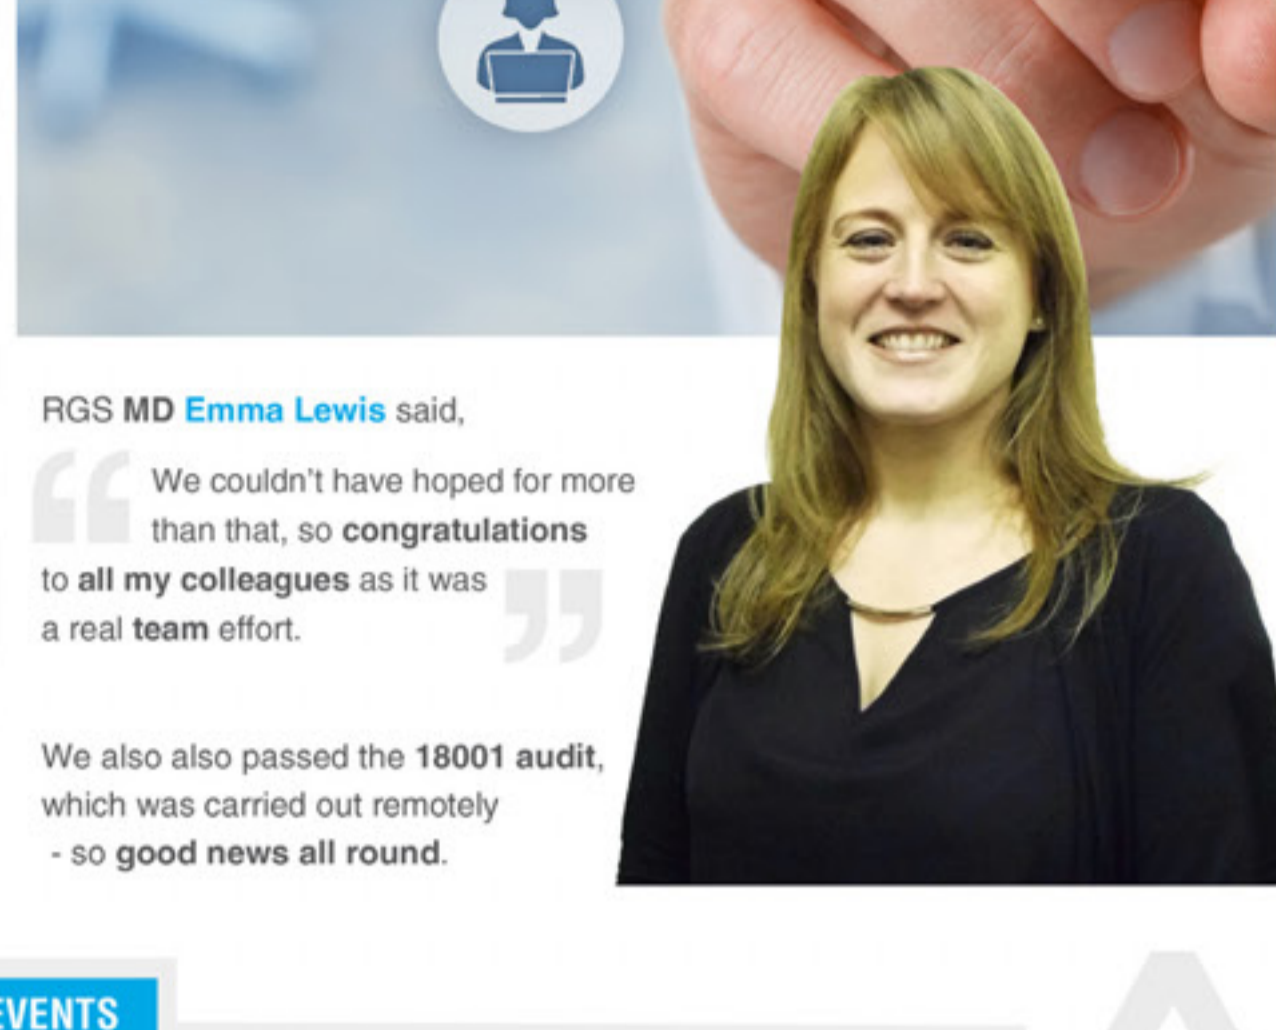 RGS MD Emma Lewis said,
“ We couldn't have hoped for more
than that, so congratulations
to all my colleagues as it was
a real team effort. ”
We also also passed the 18001 audit,
which was carried out remotely
- so good news all round.
EVENTS